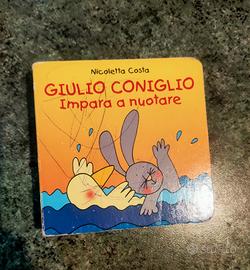 Nicoletta Costa
GIULIO CONIGLIO
Impara a nuotare